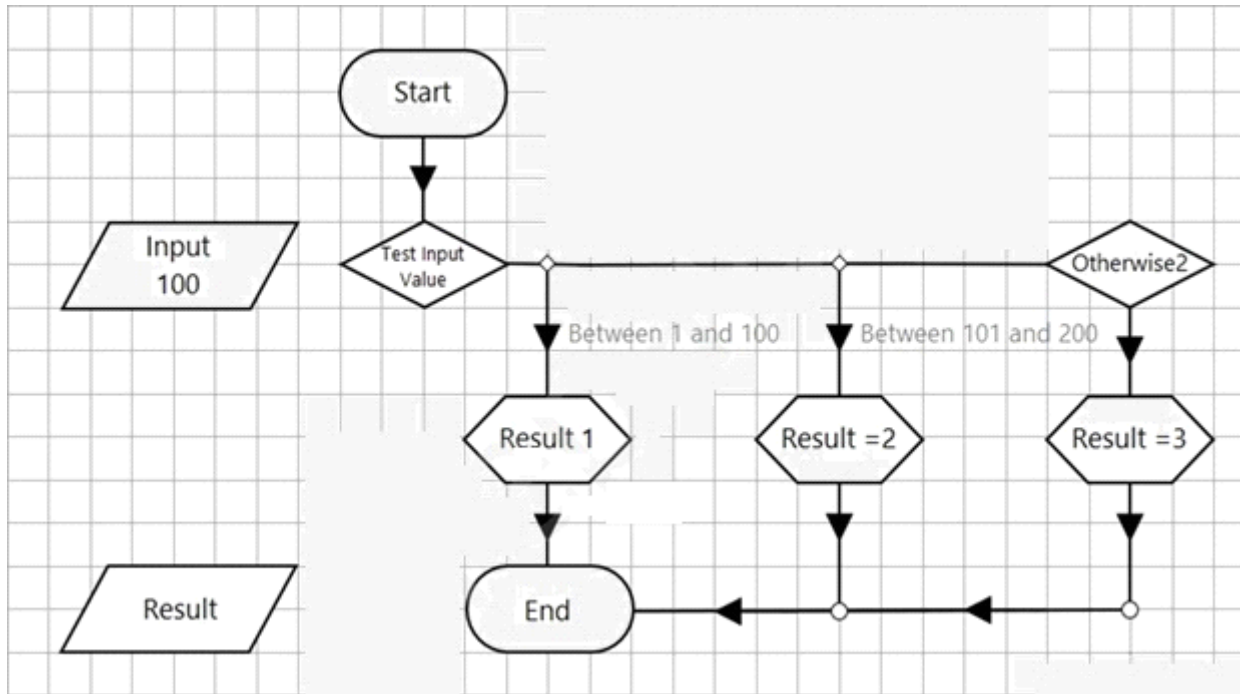 Start
Input
100
Test Input
Value
Otherwise2
Between 1 and 100
Between 101 and 200
Result 1
Result =2
Result =3
Result
End